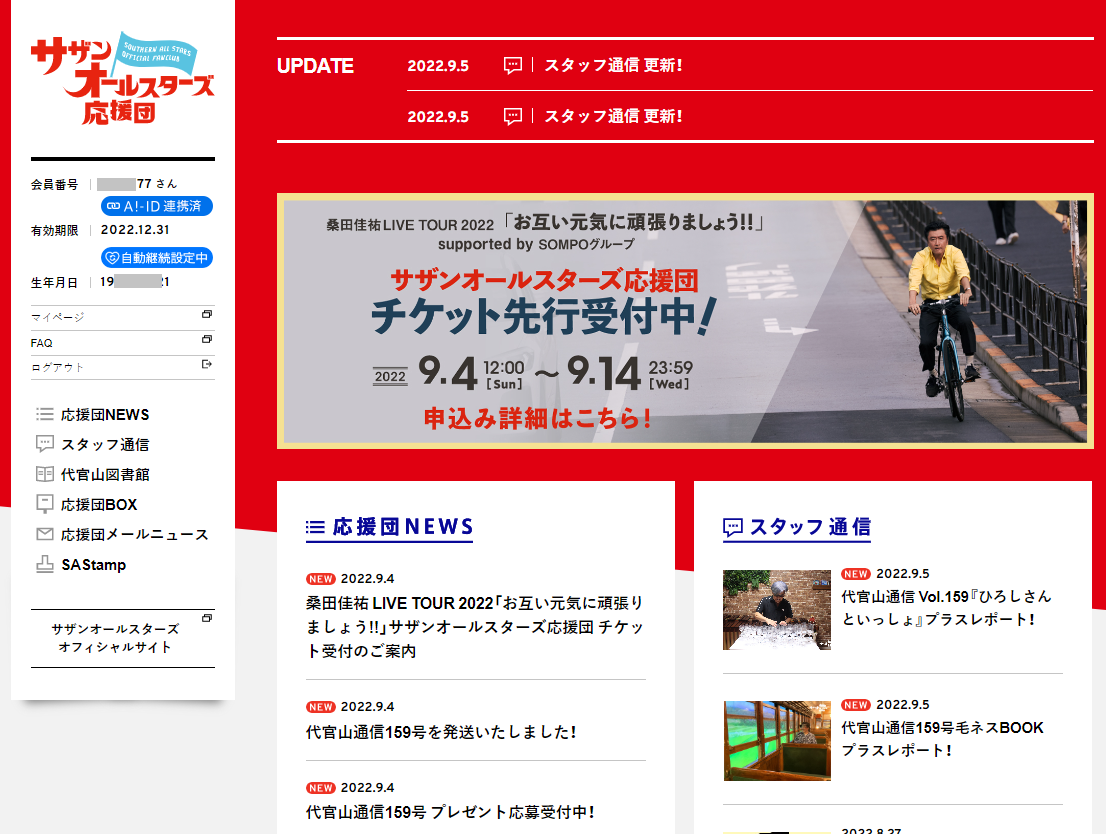 SOUTHERN ALL STARS
OFFICIAL FANCLUB
サザン
オールスターズ
応援団
会員番号
77 さん
A!-ID 連携済
有効期限
2022.12.31
自動継続設定中
生年月日
19 21
マイページ
FAQ
ログアウト
応援団NEWS
スタッフ通信
代官山図書館
応援団BOX
応援団メールニュース
SAStamp
サザンオールスターズ
オフィシャルサイト
UPDATE
2022.9.5
スタッフ通信 更新!
2022.9.5
スタッフ通信 更新!
桑田佳祐 LIVE TOUR 2022 「お互い元気に頑張りましょう!!」
supported by SOMPOグループ
サザンオールスターズ応援団
チケット先行受付中!
2022 9.4 12:00 [Sun] ～ 9.14 23:59 [Wed]
申込み詳細はこちら!
応援団NEWS
NEW 2022.9.4
桑田佳祐 LIVE TOUR 2022「お互い元気に頑張り
ましょう!!」サザンオールスターズ応援団 チケッ
ト受付のご案内
NEW 2022.9.4
代官山通信159号を発送いたしました!
NEW 2022.9.4
代官山通信159号 プレゼント応募受付中!
スタッフ通信
NEW 2022.9.5
代官山通信 Vol.159『ひろしさん
といっしょ』プラスレポート!
NEW 2022.9.5
代官山通信159号毛ネスBOOK
プラスレポート!
2022.8.27